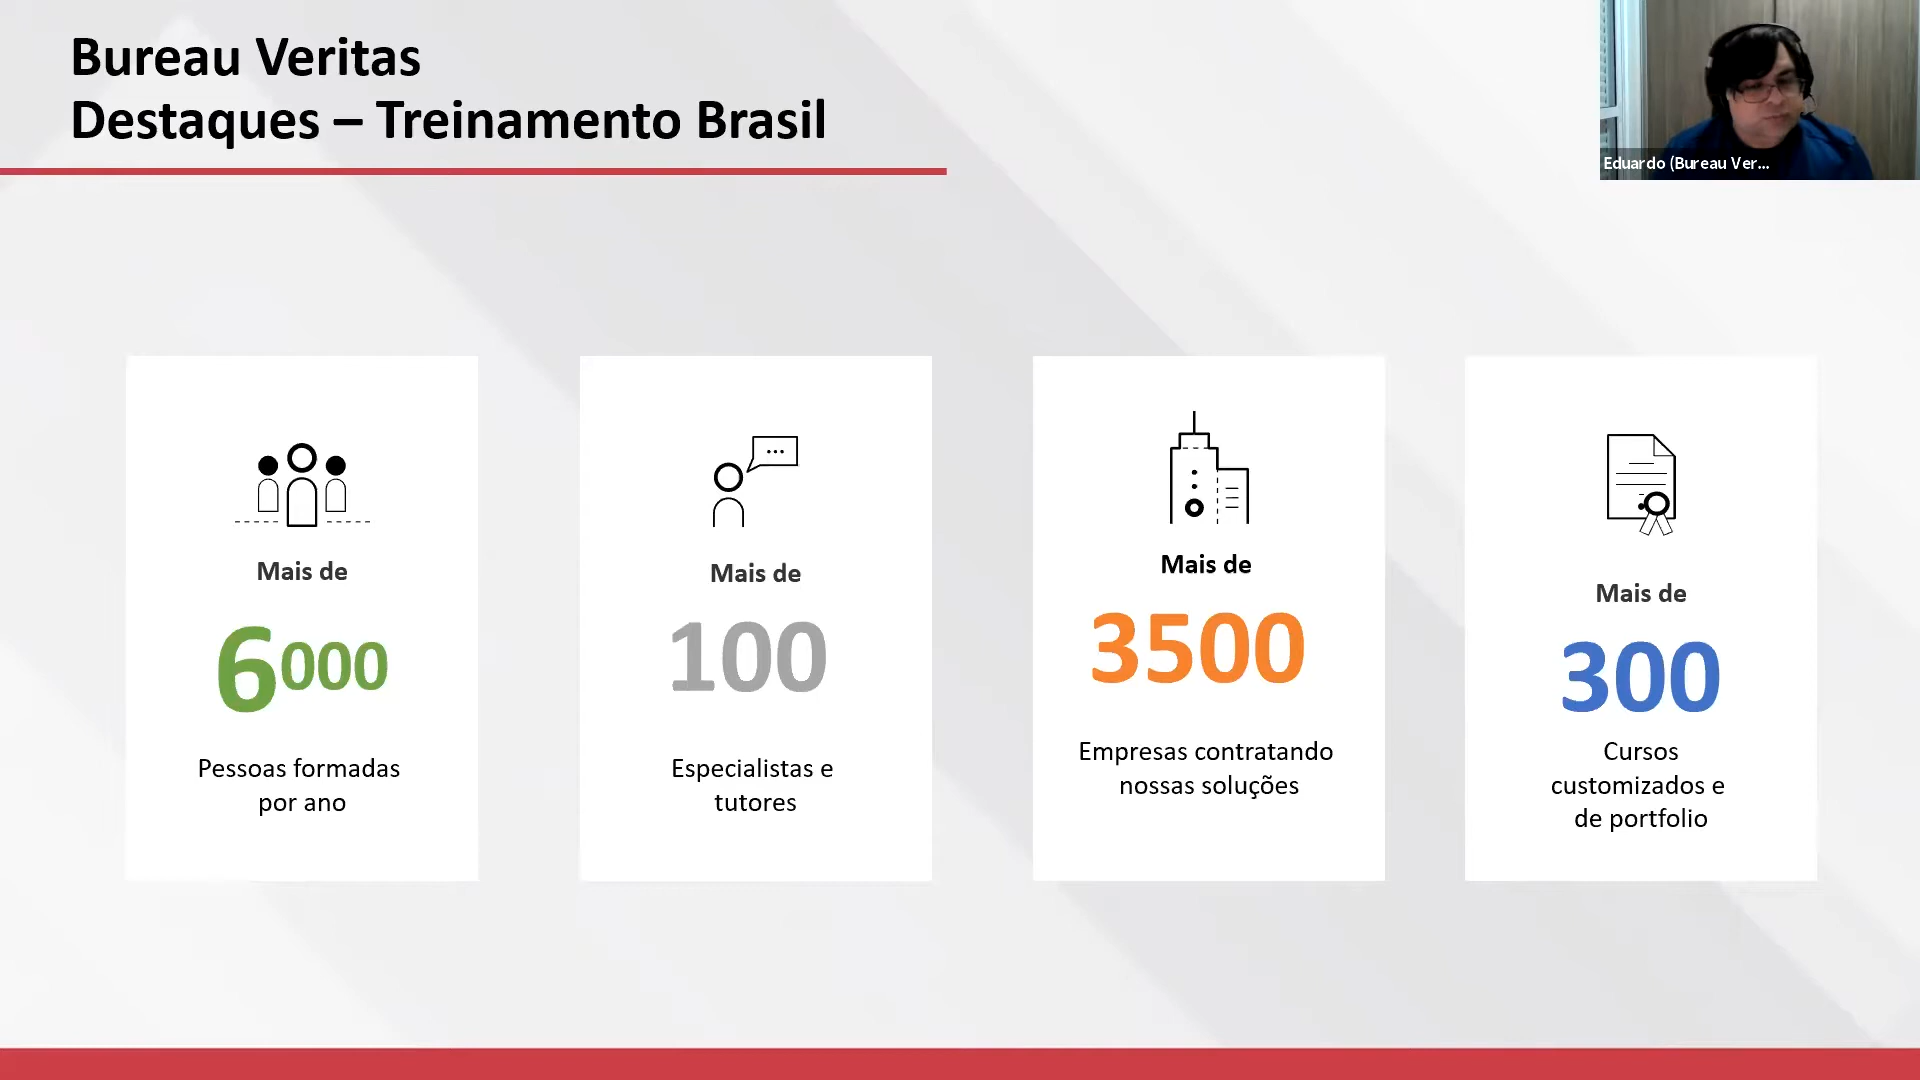 Bureau Veritas
Destaques – Treinamento Brasil
Eduardo (Bureau Ver...
Mais de
6000
Pessoas formadas
por ano
Mais de
100
Especialistas e
tutores
Mais de
3500
Empresas contratando
nossas soluções
Mais de
300
Cursos
customizados e
de portfolio